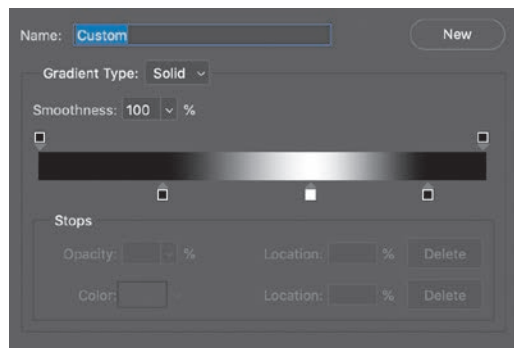 Name: Custom New
Gradient Type: Solid
Smoothness: 100 %
Stops
Opacity: % Location: % Delete
Color: Location: % Delete